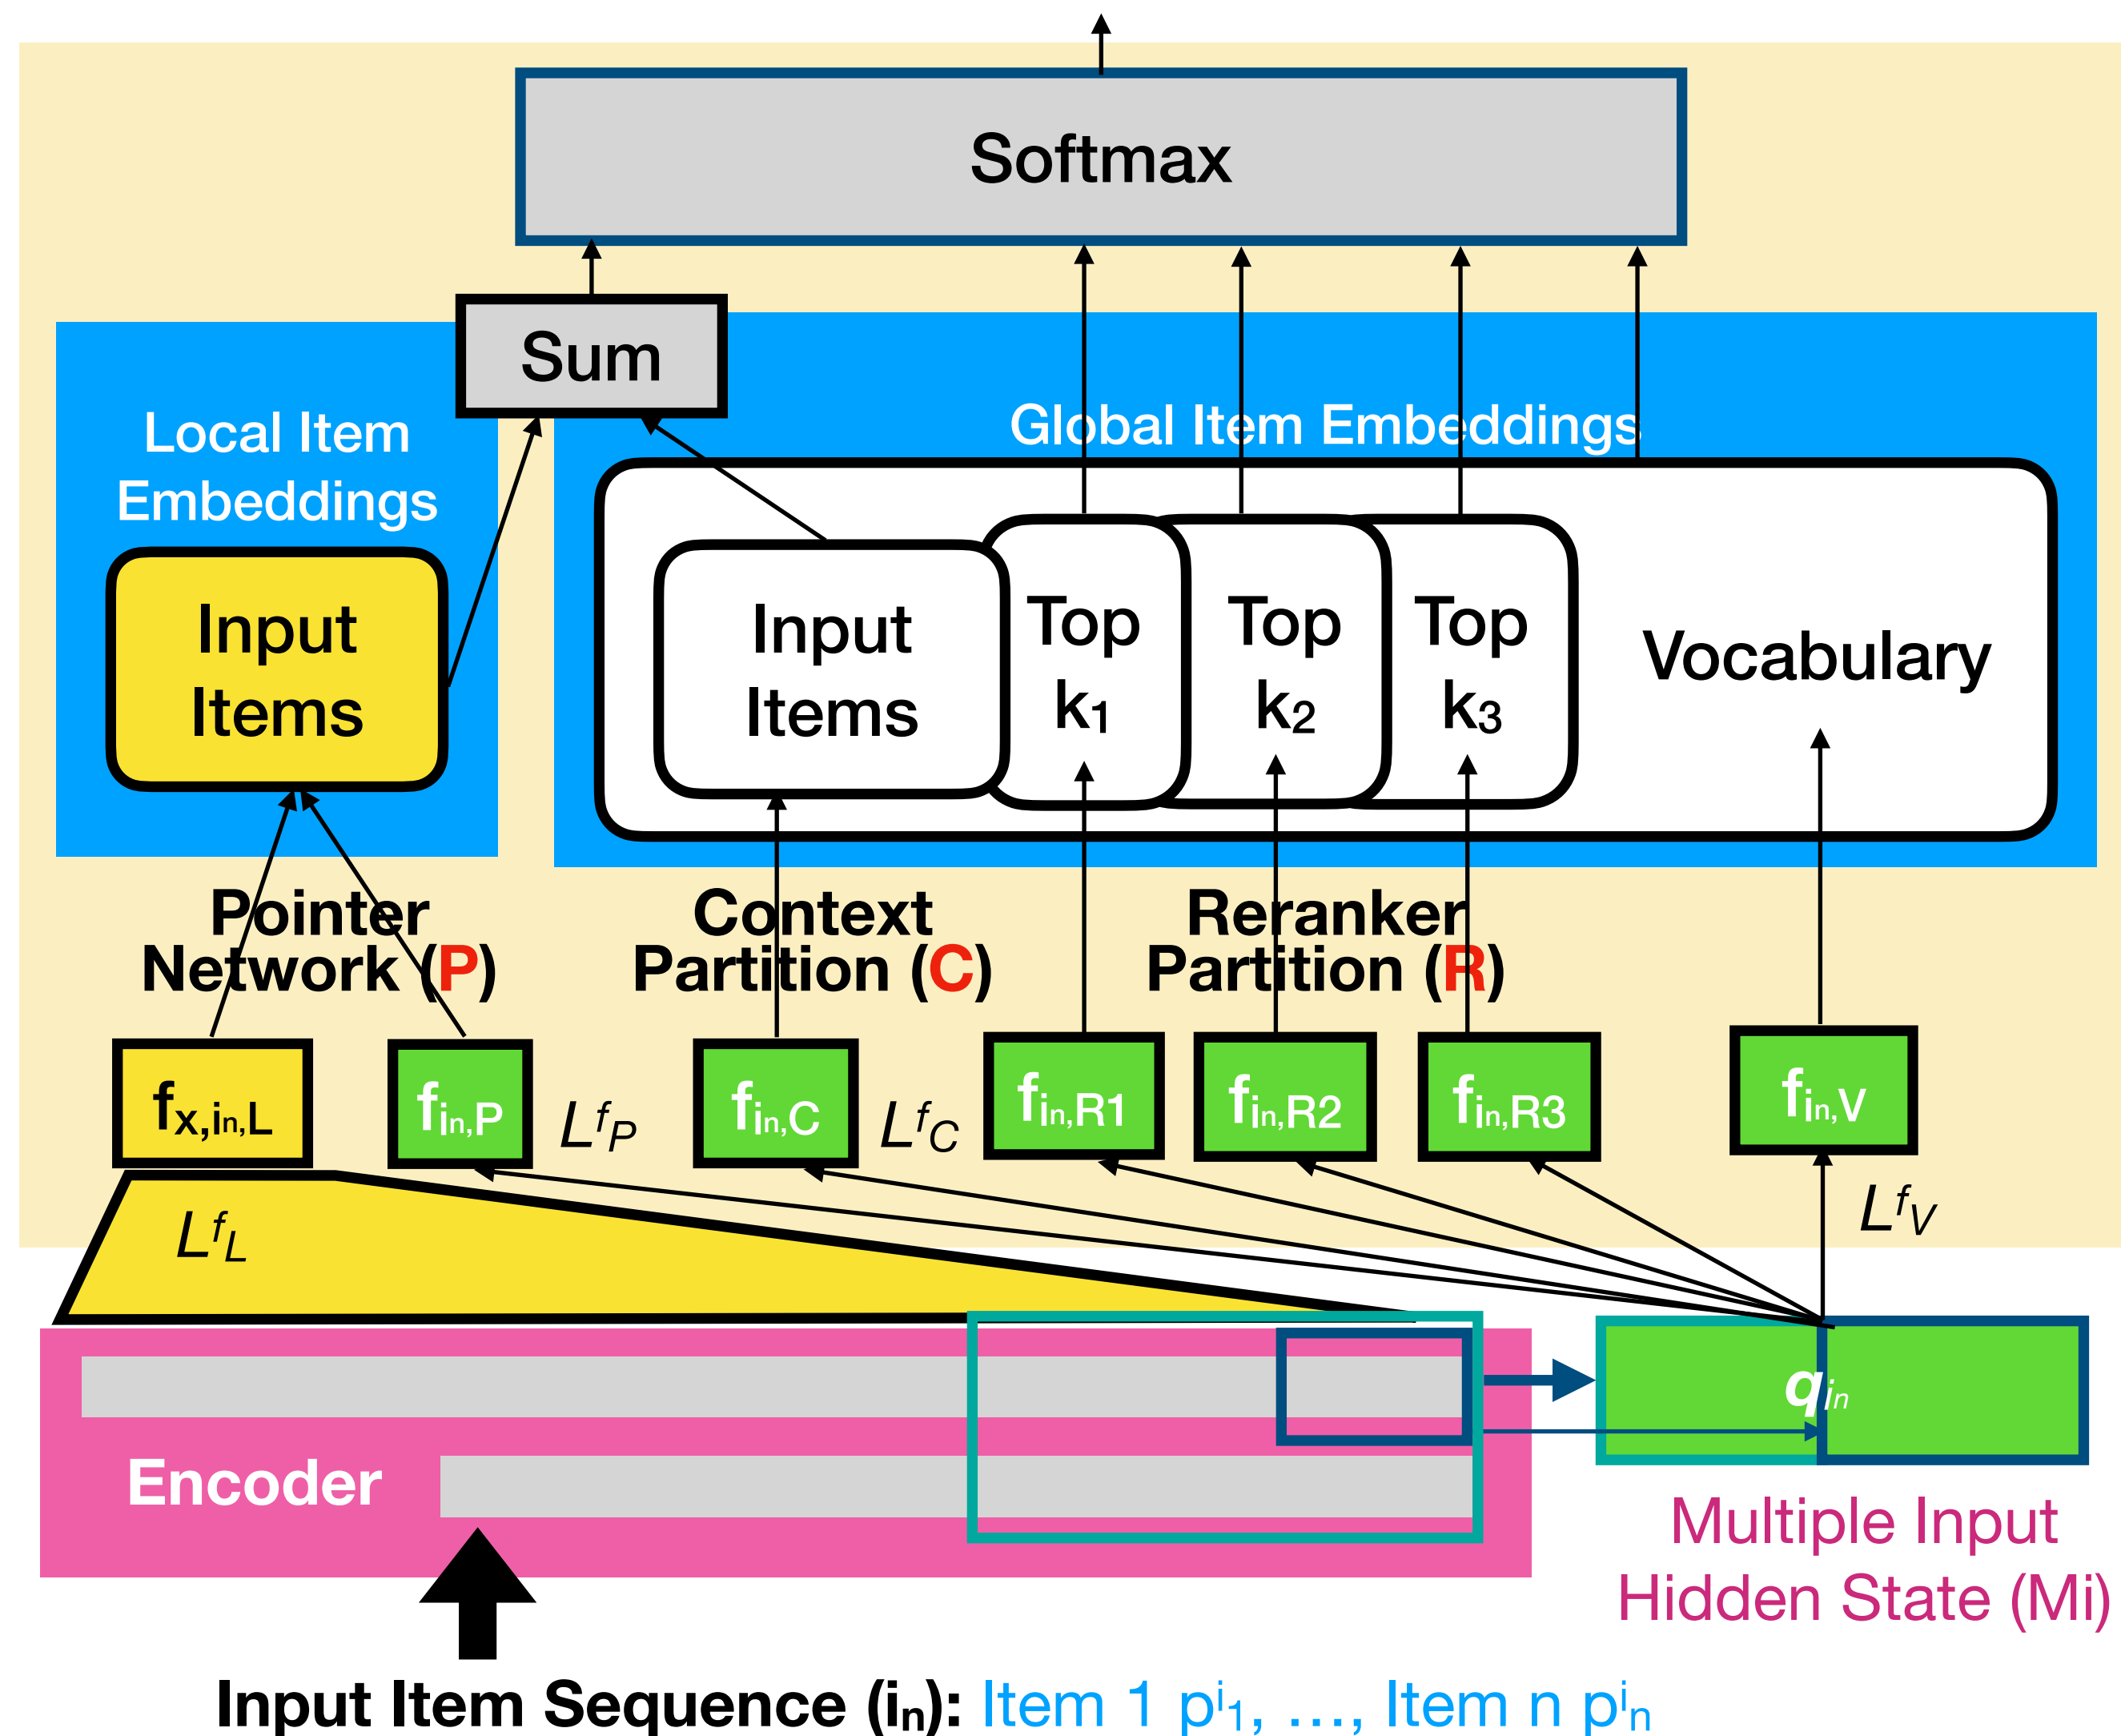 Softmax
Sum
Local Item
Embeddings
Global Item Embeddings
Input
Items
Input
Items
Top
k1
Top
k2
Top
k3
Vocabulary
Pointer
Network (P)
Context
Partition (C)
Reranker
Partition (R)
fx,in,L
fin,P
LfP
fin,C
LfC
fin,R1
fin,R2
fin,R3
fin,V
LfL
LfV
qin
Encoder
Multiple Input
Hidden State (Mi)
Input Item Sequence (in): Item 1 pi1, …, Item n pin